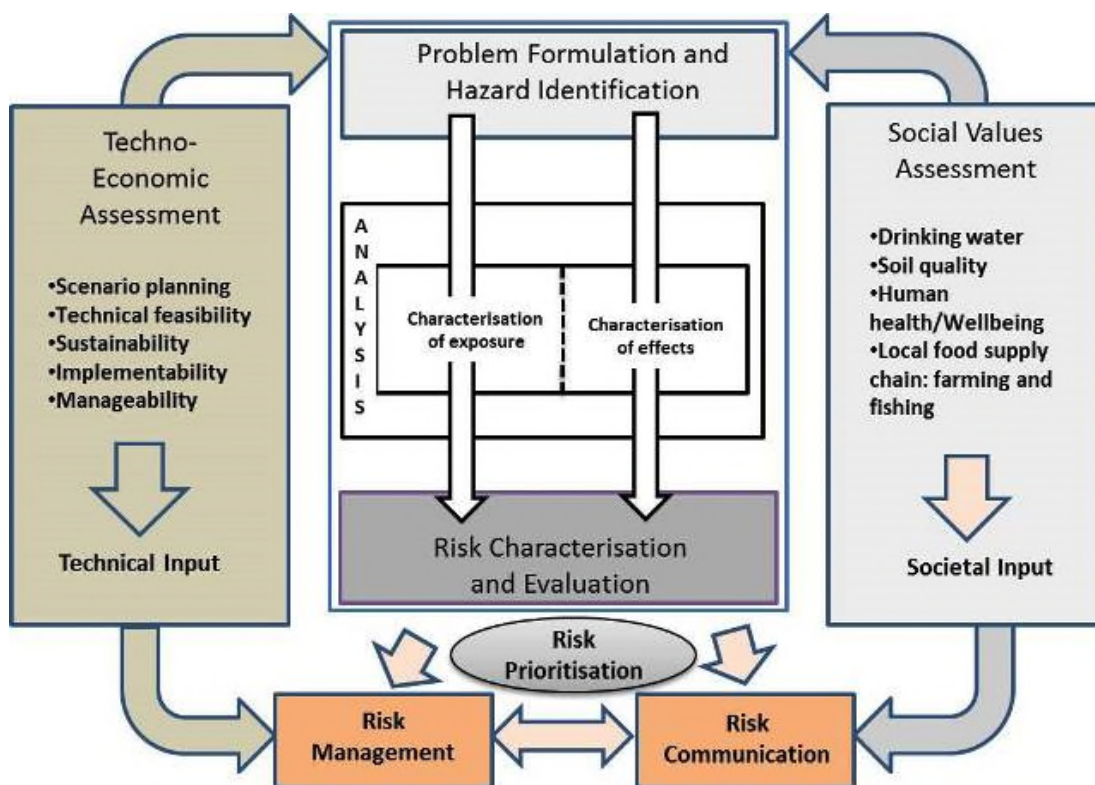 Problem Formulation and
Hazard Identification
Techno-
Economic
Assessment
•Scenario planning
•Technical feasibility
•Sustainability
•Implementability
•Manageability
Technical Input
ANALYSIS
Characterisation
of exposure
Characterisation
of effects
Risk Characterisation
and Evaluation
Social Values
Assessment
•Drinking water
•Soil quality
•Human
health/Wellbeing
•Local food supply
chain: farming and
fishing
Societal Input
Risk
Prioritisation
Risk
Management
Risk
Communication